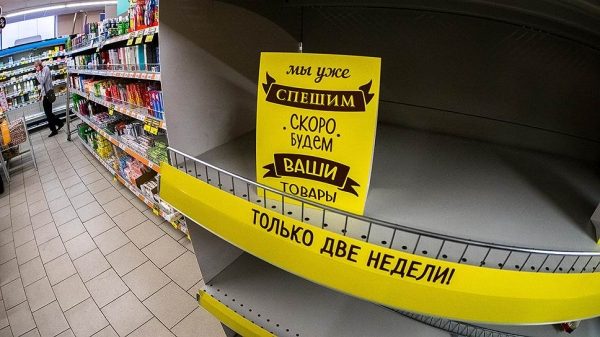 мы уже
СПЕШИМ
СКОРО
БУДЕМ
ВАШИ
ТОВАРЫ
ТОЛЬКО ДВЕ НЕДЕЛИ!